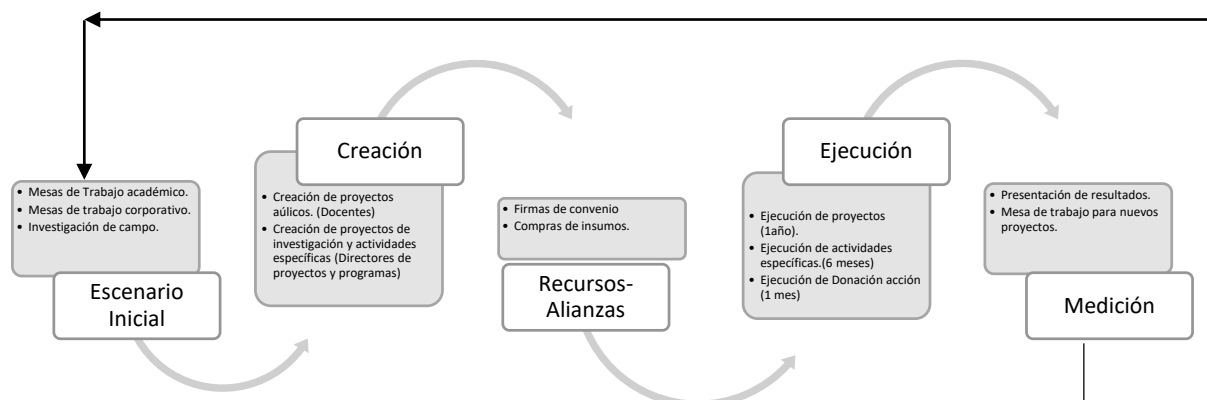 • Mesas de Trabajo académico.
• Mesas de trabajo corporativo.
• Investigación de campo.
Escenario
Inicial
Creación
• Creación de proyectos
aúlicos. (Docentes)
• Creación de proyectos de
investigación y actividades
específicas (Directores de
proyectos y programas)
• Firmas de convenio
• Compras de insumos.
Recursos-
Alianzas
Ejecución
• Ejecución de proyectos
(1año).
• Ejecución de actividades
específicas.(6 meses)
• Ejecución de Donación acción
(1 mes)
• Presentación de resultados.
• Mesa de trabajo para nuevos
proyectos.
Medición